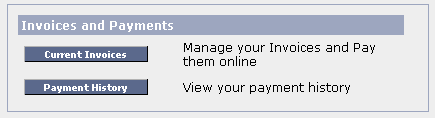 Invoices and Payments
Current Invoices
Manage your Invoices and Pay
them online
Payment History
View your payment history